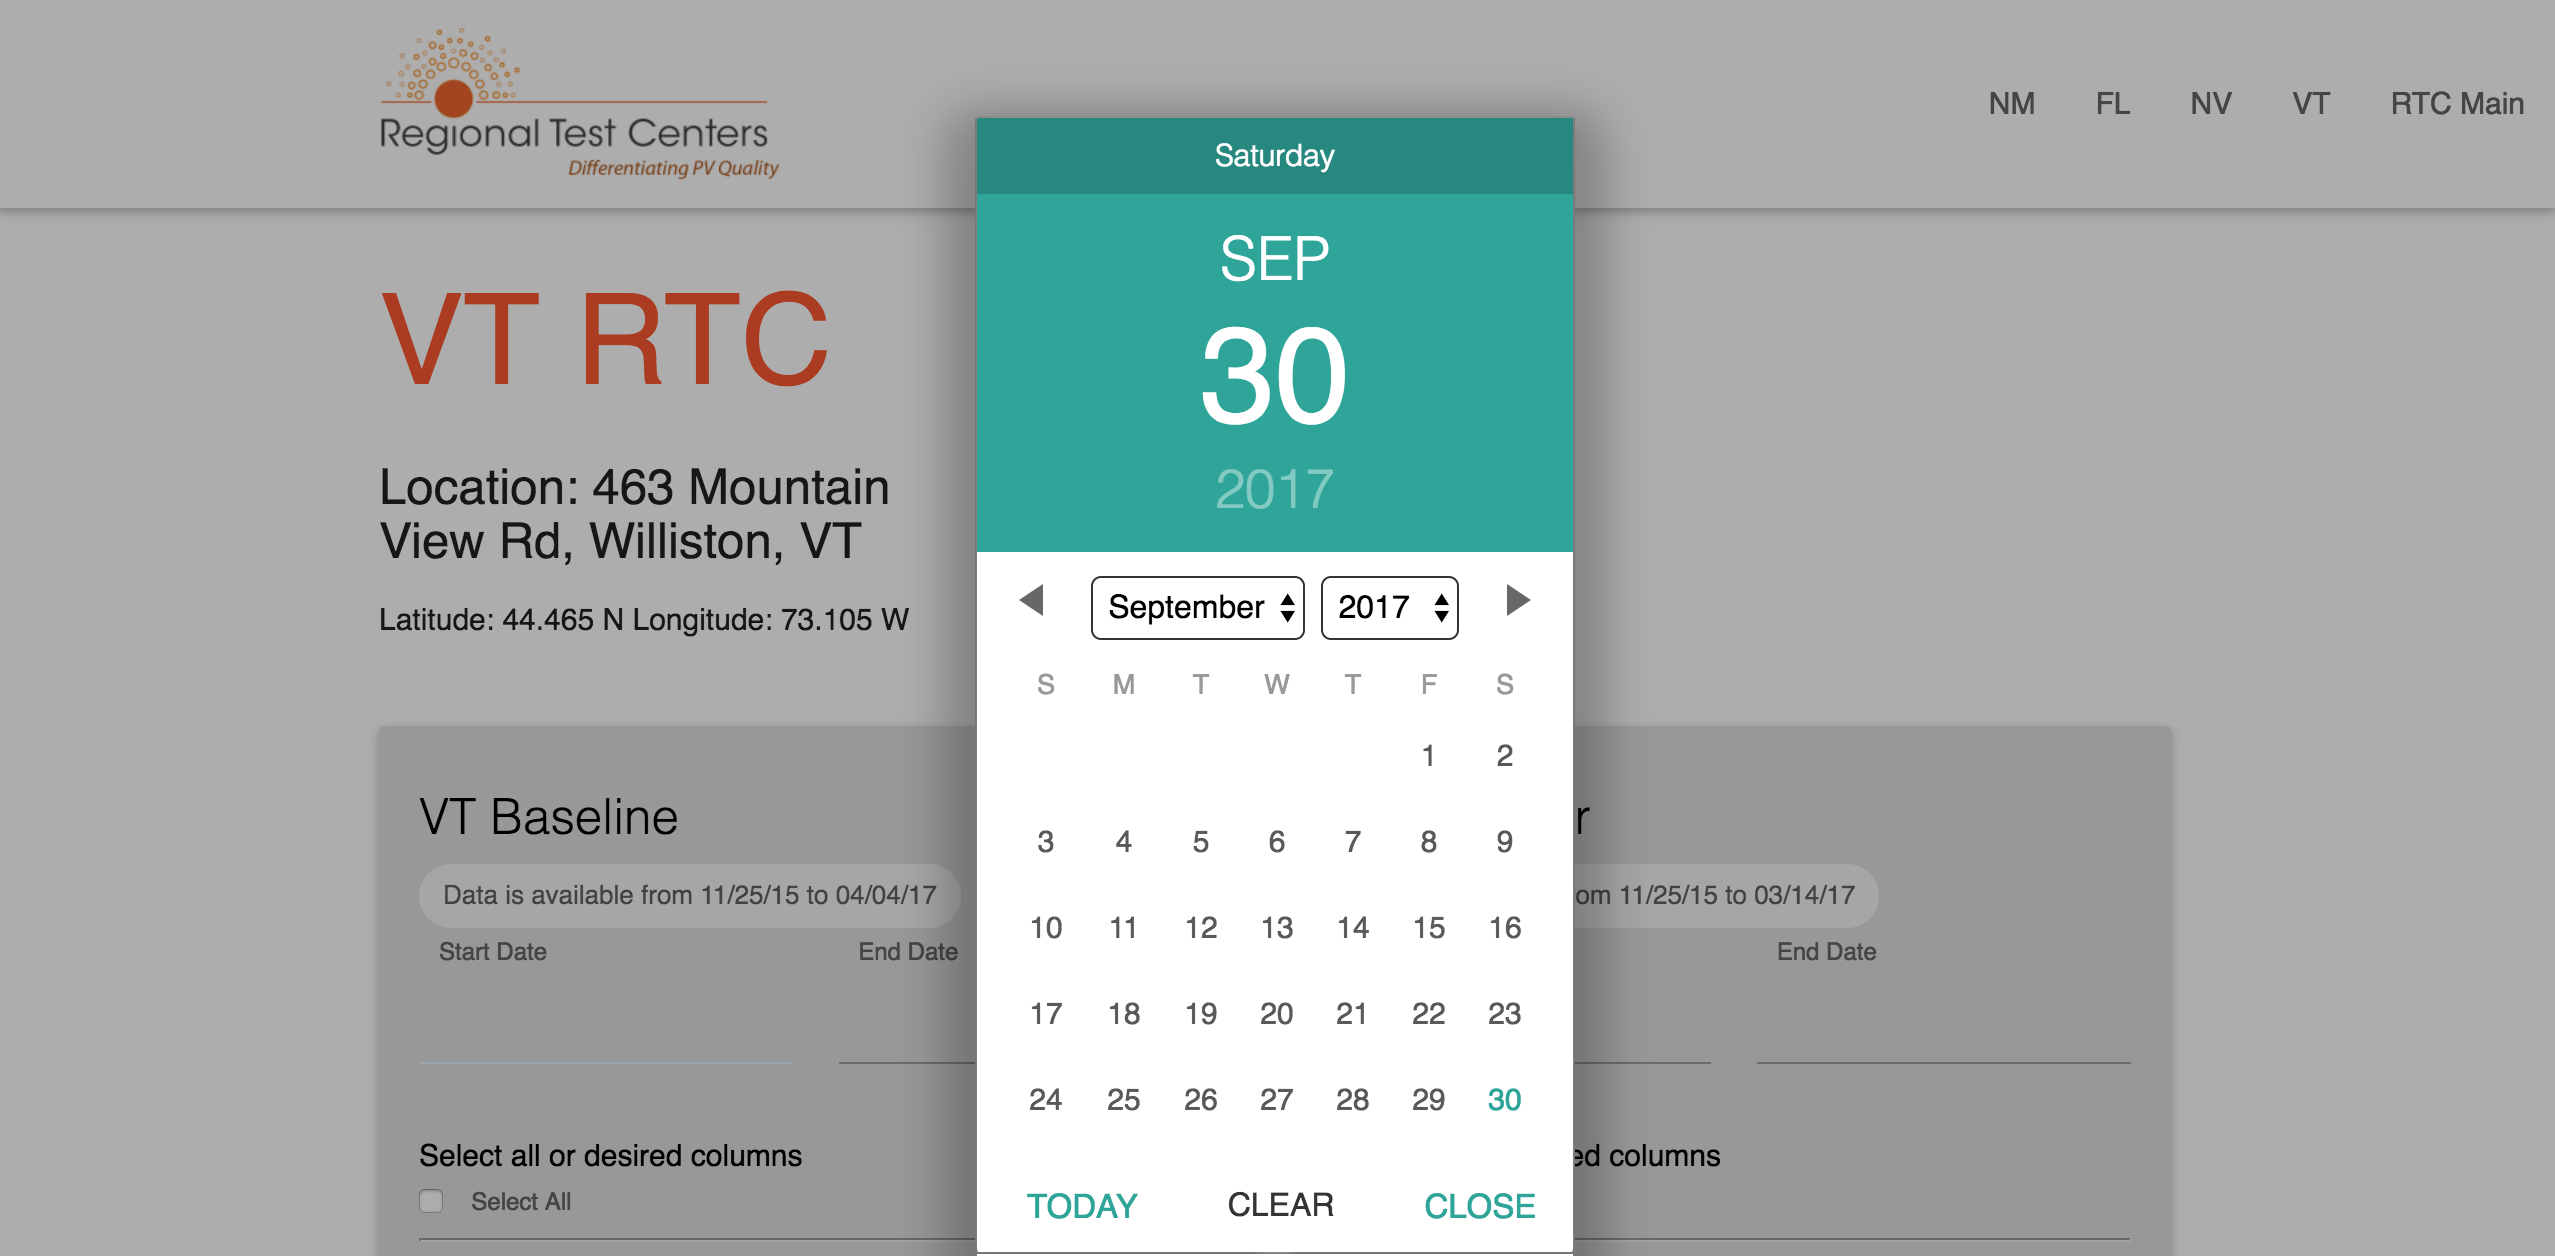 Regional Test Centers
Differentiating PV Quality
NM FL NV VT RTC Main
VT RTC
Location: 463 Mountain
View Rd, Williston, VT
Latitude: 44.465 N Longitude: 73.105 W
VT Baseline
Data is available from 11/25/15 to 04/04/17
Start Date End Date
Select all or desired columns
Select All
Saturday
SEP
30
2017
September 2017
S M T W T F S
1 2
3 4 5 6 7 8 9
10 11 12 13 14 15 16
17 18 19 20 21 22 23
24 25 26 27 28 29 30
TODAY CLEAR CLOSE
r
om 11/25/15 to 03/14/17
End Date
ed columns